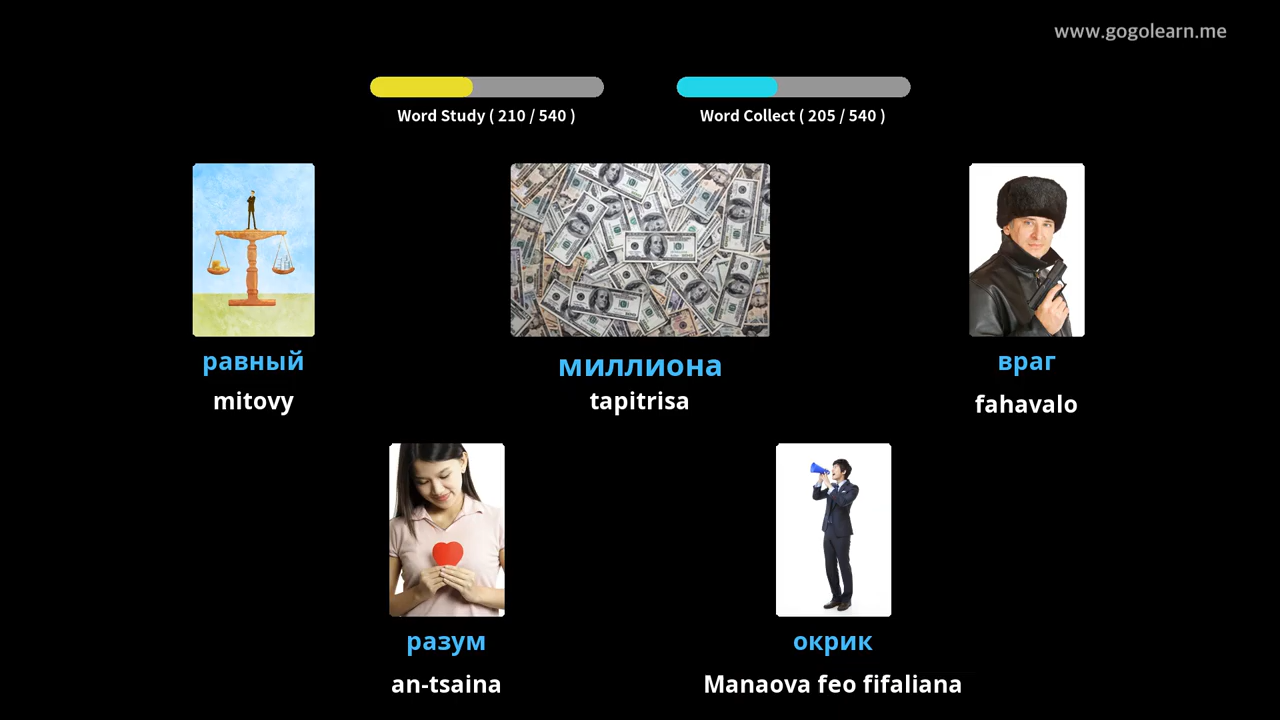 www.gogolearn.me
Word Study ( 210 / 540 )
Word Collect ( 205 / 540 )
равный
миллиона
враг
mitovy
tapitrisa
fahavalo
разум
окрик
an-tsaina
Manaova feo fifaliana